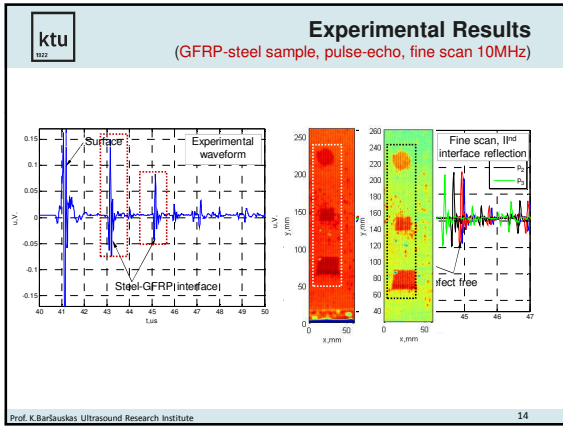 ktu
1922
Experimental Results
(GFRP-steel sample, pulse-echo, fine scan 10MHz)
Surface
Experimental
waveform
Steel-GFRP interface
u,V.
0.15
0.1
0.05
0
-0.05
-0.1
-0.15
40 41 42 43 44 45 46 47 48 49 50
t,us
u,V.
y,mm
250
200
150
100
50
0
0 50
x,mm
y,mm
260
240
220
200
180
160
140
120
100
80
60
40
0 50
x,mm
Fine scan, IInd
interface reflection
efect free
45 46 47
Prof. K.Baršauskas Ultrasound Research Institute
14